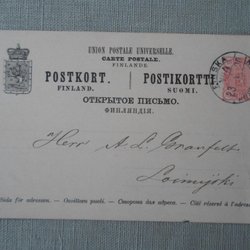 UNION POSTALE UNIVERSELLE.
CARTE POSTALE.
FINLANDE.
POSTKORT. POSTIKORTTI.
FINLAND. SUOMI.
ОТКРЫТОЕ ПИСЬМО.
ФИНЛЯНДІЯ.
Herr A. L. Granfelt
Loimijoki
Sida för adressen. — Osoitteen puoli. — Сторона для адреса. — Côté réservé à l'adresse.